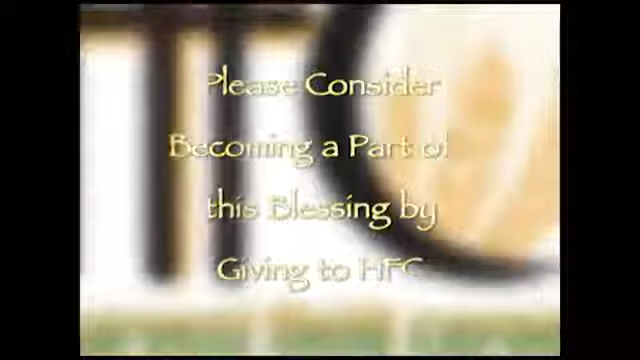 Please Consider
Becoming a Part of
this Blessing by
Giving to HFC